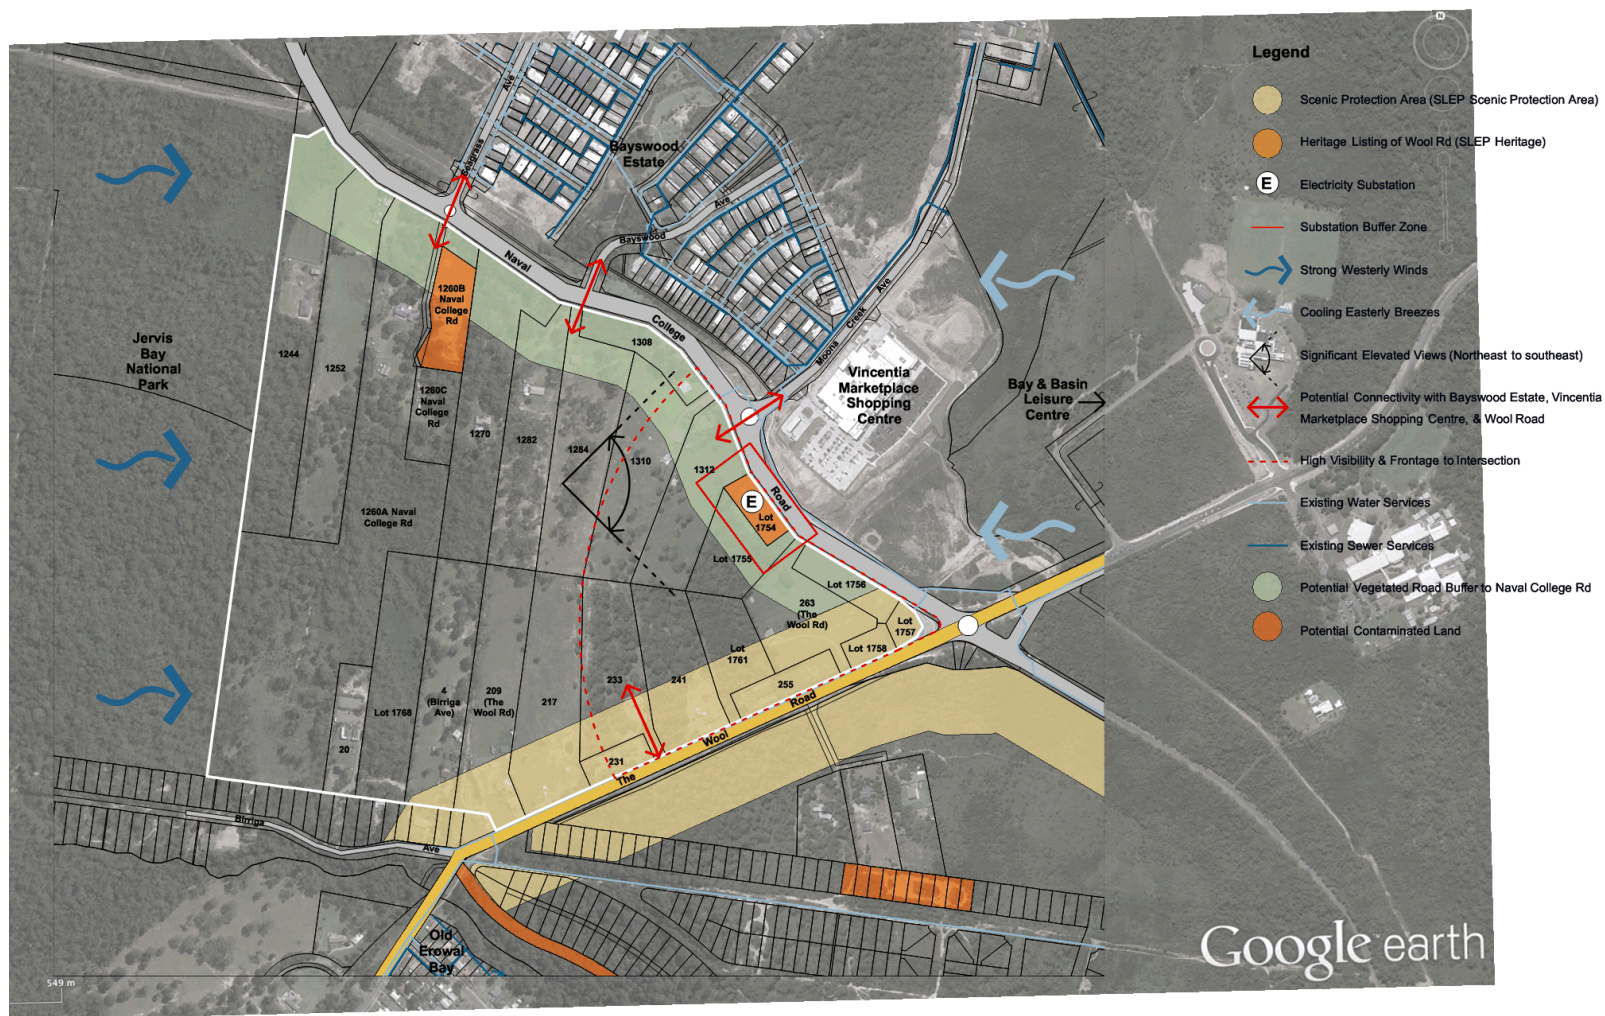 N
Legend
Scenic Protection Area (SLEP Scenic Protection Area)
Heritage Listing of Wool Rd (SLEP Heritage)
E
Electricity Substation
Substation Buffer Zone
Strong Westerly Winds
Cooling Easterly Breezes
Significant Elevated Views (Northeast to southeast)
Potential Connectivity with Bayswood Estate, Vincentia
Marketplace Shopping Centre, & Wool Road
High Visibility & Frontage to Intersection
Existing Water Services
Existing Sewer Services
Potential Vegetated Road Buffer to Naval College Rd
Potential Contaminated Land
Seagrass
Ave
Bayswood
Estate
Bayswood
Ave
Naval
College
Road
Moona
Creek
Ave
Jervis
Bay
National
Park
Vincentia
Marketplace
Shopping
Centre
Bay & Basin
Leisure
Centre
1244
1252
1260B
Naval
College
Rd
1260C
Naval
College
Rd
1260A Naval
College Rd
1270
1282
1284
1308
1310
1312
E
Lot
1754
Lot 1755
Lot 1756
263
(The
Wool Rd)
Lot
1757
Lot 1758
Lot
1761
255
241
233
231
217
209
(The
Wool Rd)
4
(Birriga
Ave)
Lot 1768
20
The
Wool
Road
Birriga
Ave
Old
Erowal
Bay
549 m
Google earth